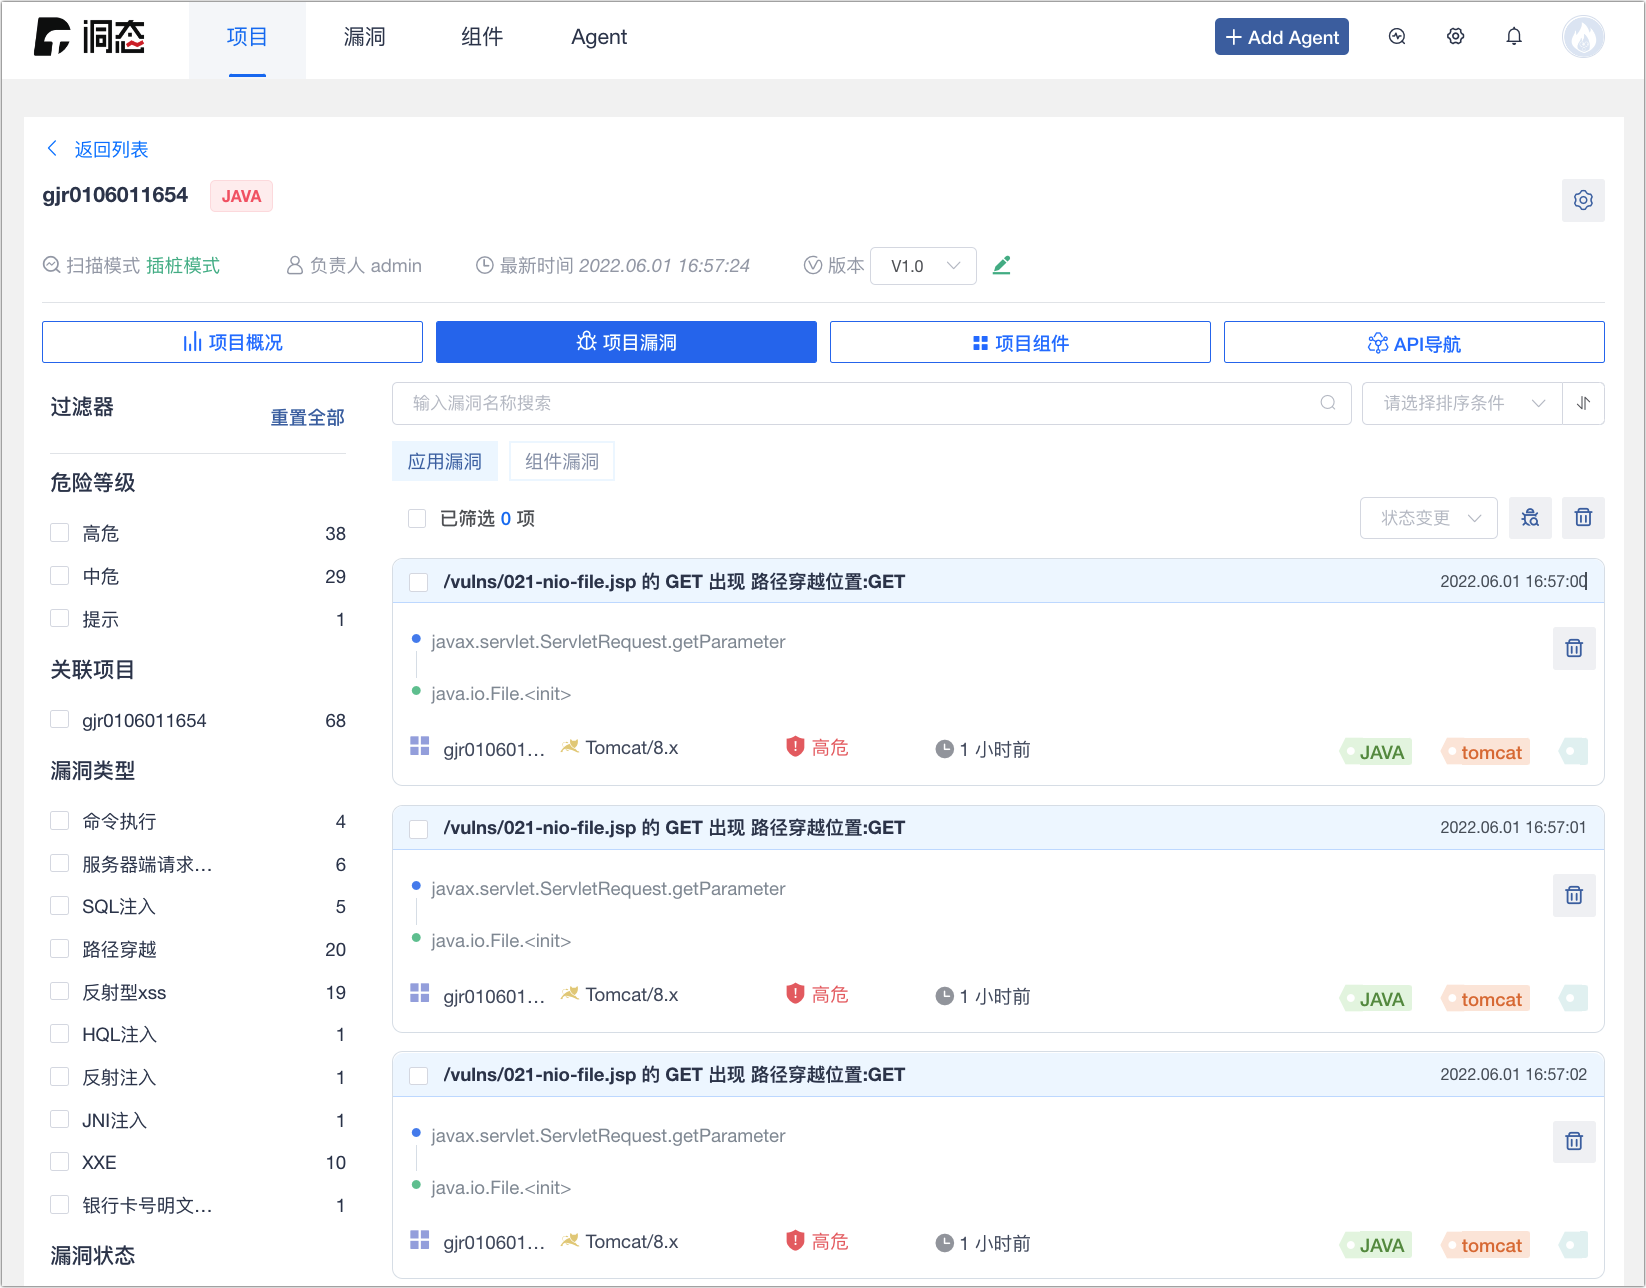 洞态
项目
漏洞
组件
Agent
+ Add Agent
返回列表
gjr0106011654 JAVA
扫描模式 插桩模式
负责人 admin
最新时间 2022.06.01 16:57:24
版本 V1.0
项目概况
项目漏洞
项目组件
API导航
过滤器
重置全部
危险等级
高危 38
中危 29
提示 1
关联项目
gjr0106011654 68
漏洞类型
命令执行 4
服务器端请求... 6
SQL注入 5
路径穿越 20
反射型xss 19
HQL注入 1
反射注入 1
JNI注入 1
XXE 10
银行卡号明文... 1
漏洞状态
输入漏洞名称搜索
请选择排序条件
应用漏洞
组件漏洞
已筛选 0 项
状态变更
/vulns/021-nio-file.jsp 的 GET 出现 路径穿越位置:GET 2022.06.01 16:57:00
javax.servlet.ServletRequest.getParameter
java.io.File.<init>
gjr010601... Tomcat/8.x 高危 1 小时前 JAVA tomcat
/vulns/021-nio-file.jsp 的 GET 出现 路径穿越位置:GET 2022.06.01 16:57:01
javax.servlet.ServletRequest.getParameter
java.io.File.<init>
gjr010601... Tomcat/8.x 高危 1 小时前 JAVA tomcat
/vulns/021-nio-file.jsp 的 GET 出现 路径穿越位置:GET 2022.06.01 16:57:02
javax.servlet.ServletRequest.getParameter
java.io.File.<init>
gjr010601... Tomcat/8.x 高危 1 小时前 JAVA tomcat